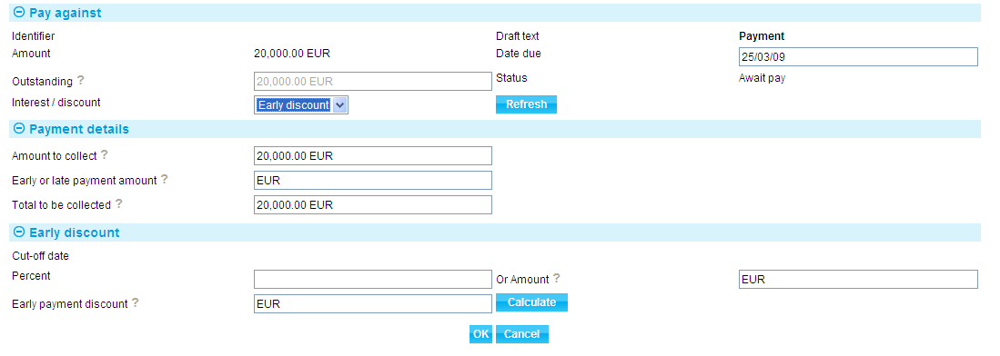 Pay against
Identifier Draft text Payment
Amount 20,000.00 EUR Date due 25/03/09
Outstanding ? 20,000.00 EUR Status Await pay
Interest / discount Early discount Refresh
Payment details
Amount to collect ? 20,000.00 EUR
Early or late payment amount ? EUR
Total to be collected ? 20,000.00 EUR
Early discount
Cut-off date
Percent Or Amount ? EUR
Early payment discount ? EUR Calculate
OK Cancel